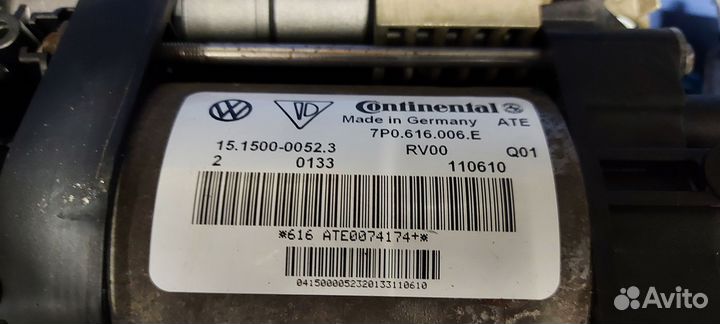 VW
Continental
Made in Germany ATE
7P0.616.006.E
15.1500-0052.3 RV00 Q01
2 0133 110610
*616 ATE0074174+*
0415000052320133110610
Avito